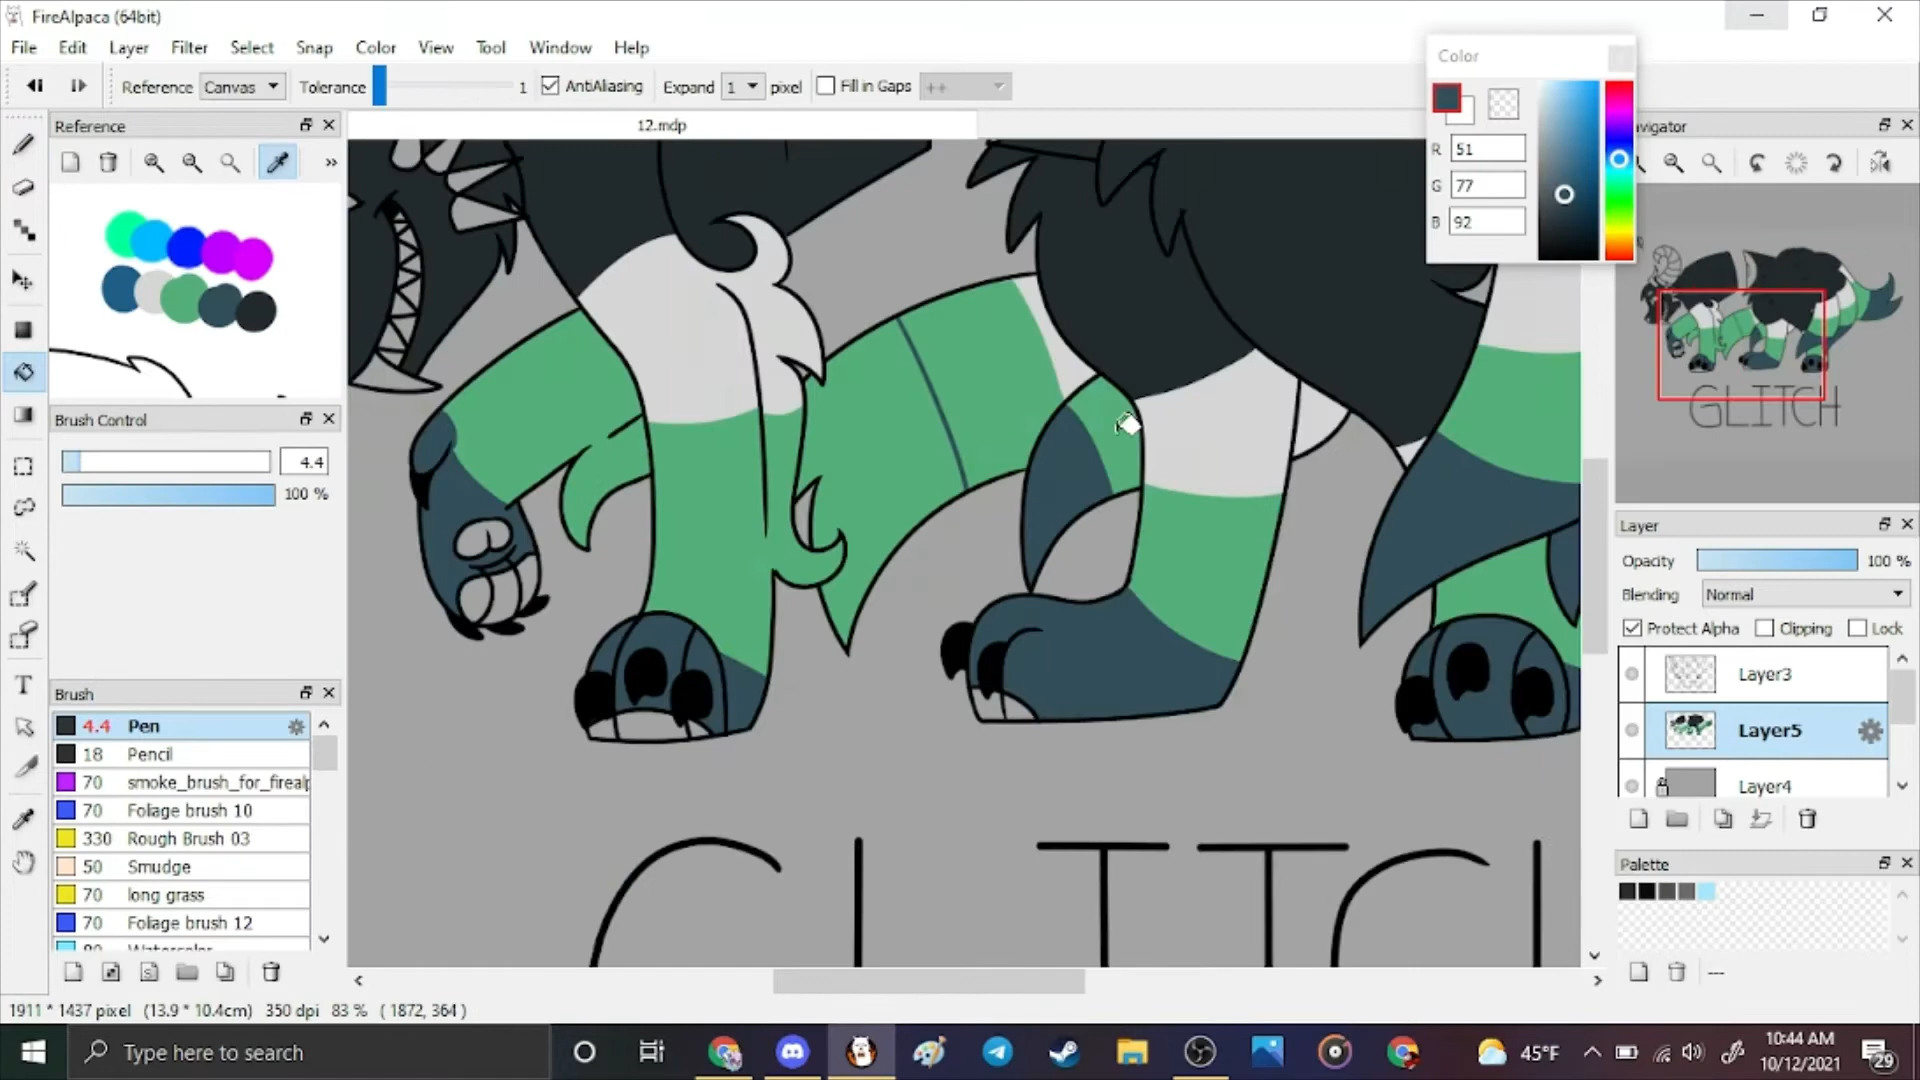 FireAlpaca (64bit)
File Edit Layer Filter Select Snap Color View Tool Window Help
Reference Canvas Tolerance 1 AntiAliasing Expand 1 pixel Fill in Gaps ++
Color
R 51
G 77
B 92
Reference
12.mdp
avigator
GLITCH
Brush Control
4.4
100 %
Layer
Opacity 100 %
Blending Normal
Protect Alpha Clipping Lock
Layer3
Layer5
Layer4
Brush
4.4 Pen
18 Pencil
70 smoke_brush_for_fireal
70 Foliage brush 10
330 Rough Brush 03
50 Smudge
70 long grass
70 Foliage brush 12
80 Watercolor
Palette
---
GLITCH
1911 * 1437 pixel (13.9 * 10.4cm) 350 dpi 83 % ( 1872, 364 )
Type here to search
45°F
10:44 AM
10/12/2021
29